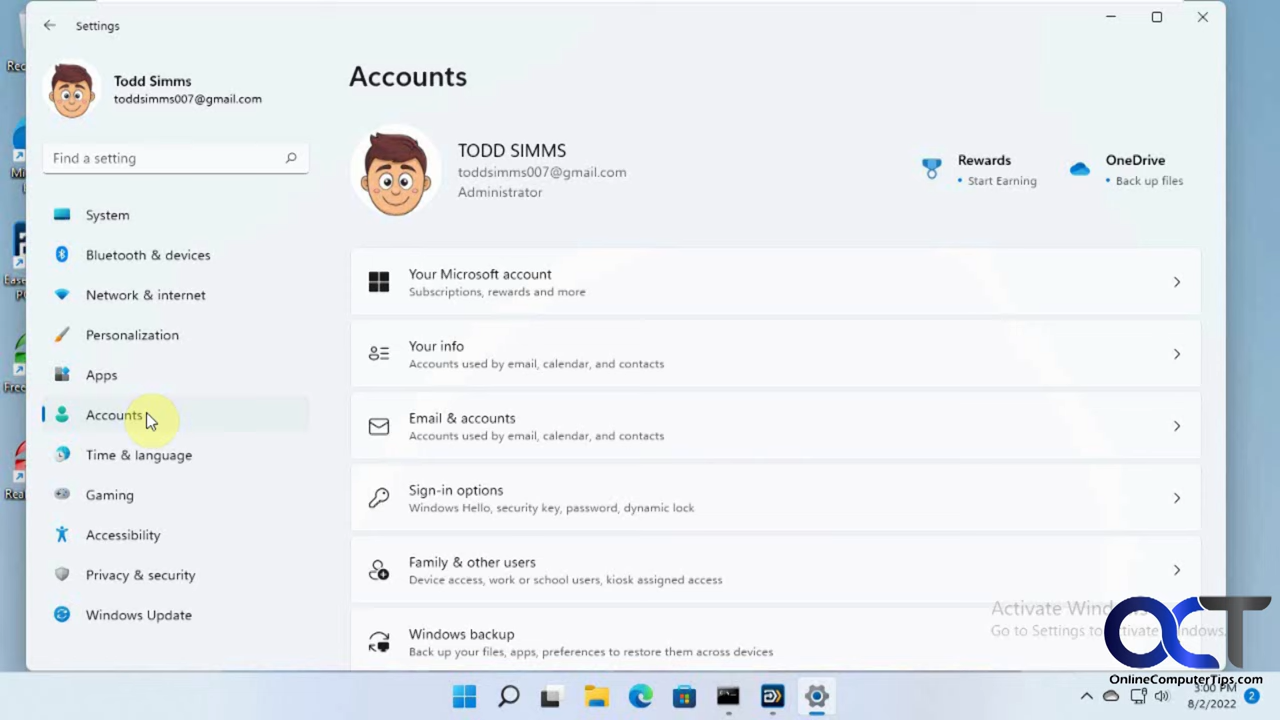 Settings
Todd Simms
toddsimms007@gmail.com
Find a setting
System
Bluetooth & devices
Network & internet
Personalization
Apps
Accounts
Time & language
Gaming
Accessibility
Privacy & security
Windows Update
Accounts
TODD SIMMS
toddsimms007@gmail.com
Administrator
Rewards
• Start Earning
OneDrive
• Back up files
Your Microsoft account
Subscriptions, rewards and more
Your info
Accounts used by email, calendar, and contacts
Email & accounts
Accounts used by email, calendar, and contacts
Sign-in options
Windows Hello, security key, password, dynamic lock
Family & other users
Device access, work or school users, kiosk assigned access
Windows backup
Back up your files, apps, preferences to restore them across devices
Activate
Go to Settings to
OCT
OnlineComputerTips.com
3:00 PM
8/2/2022
2